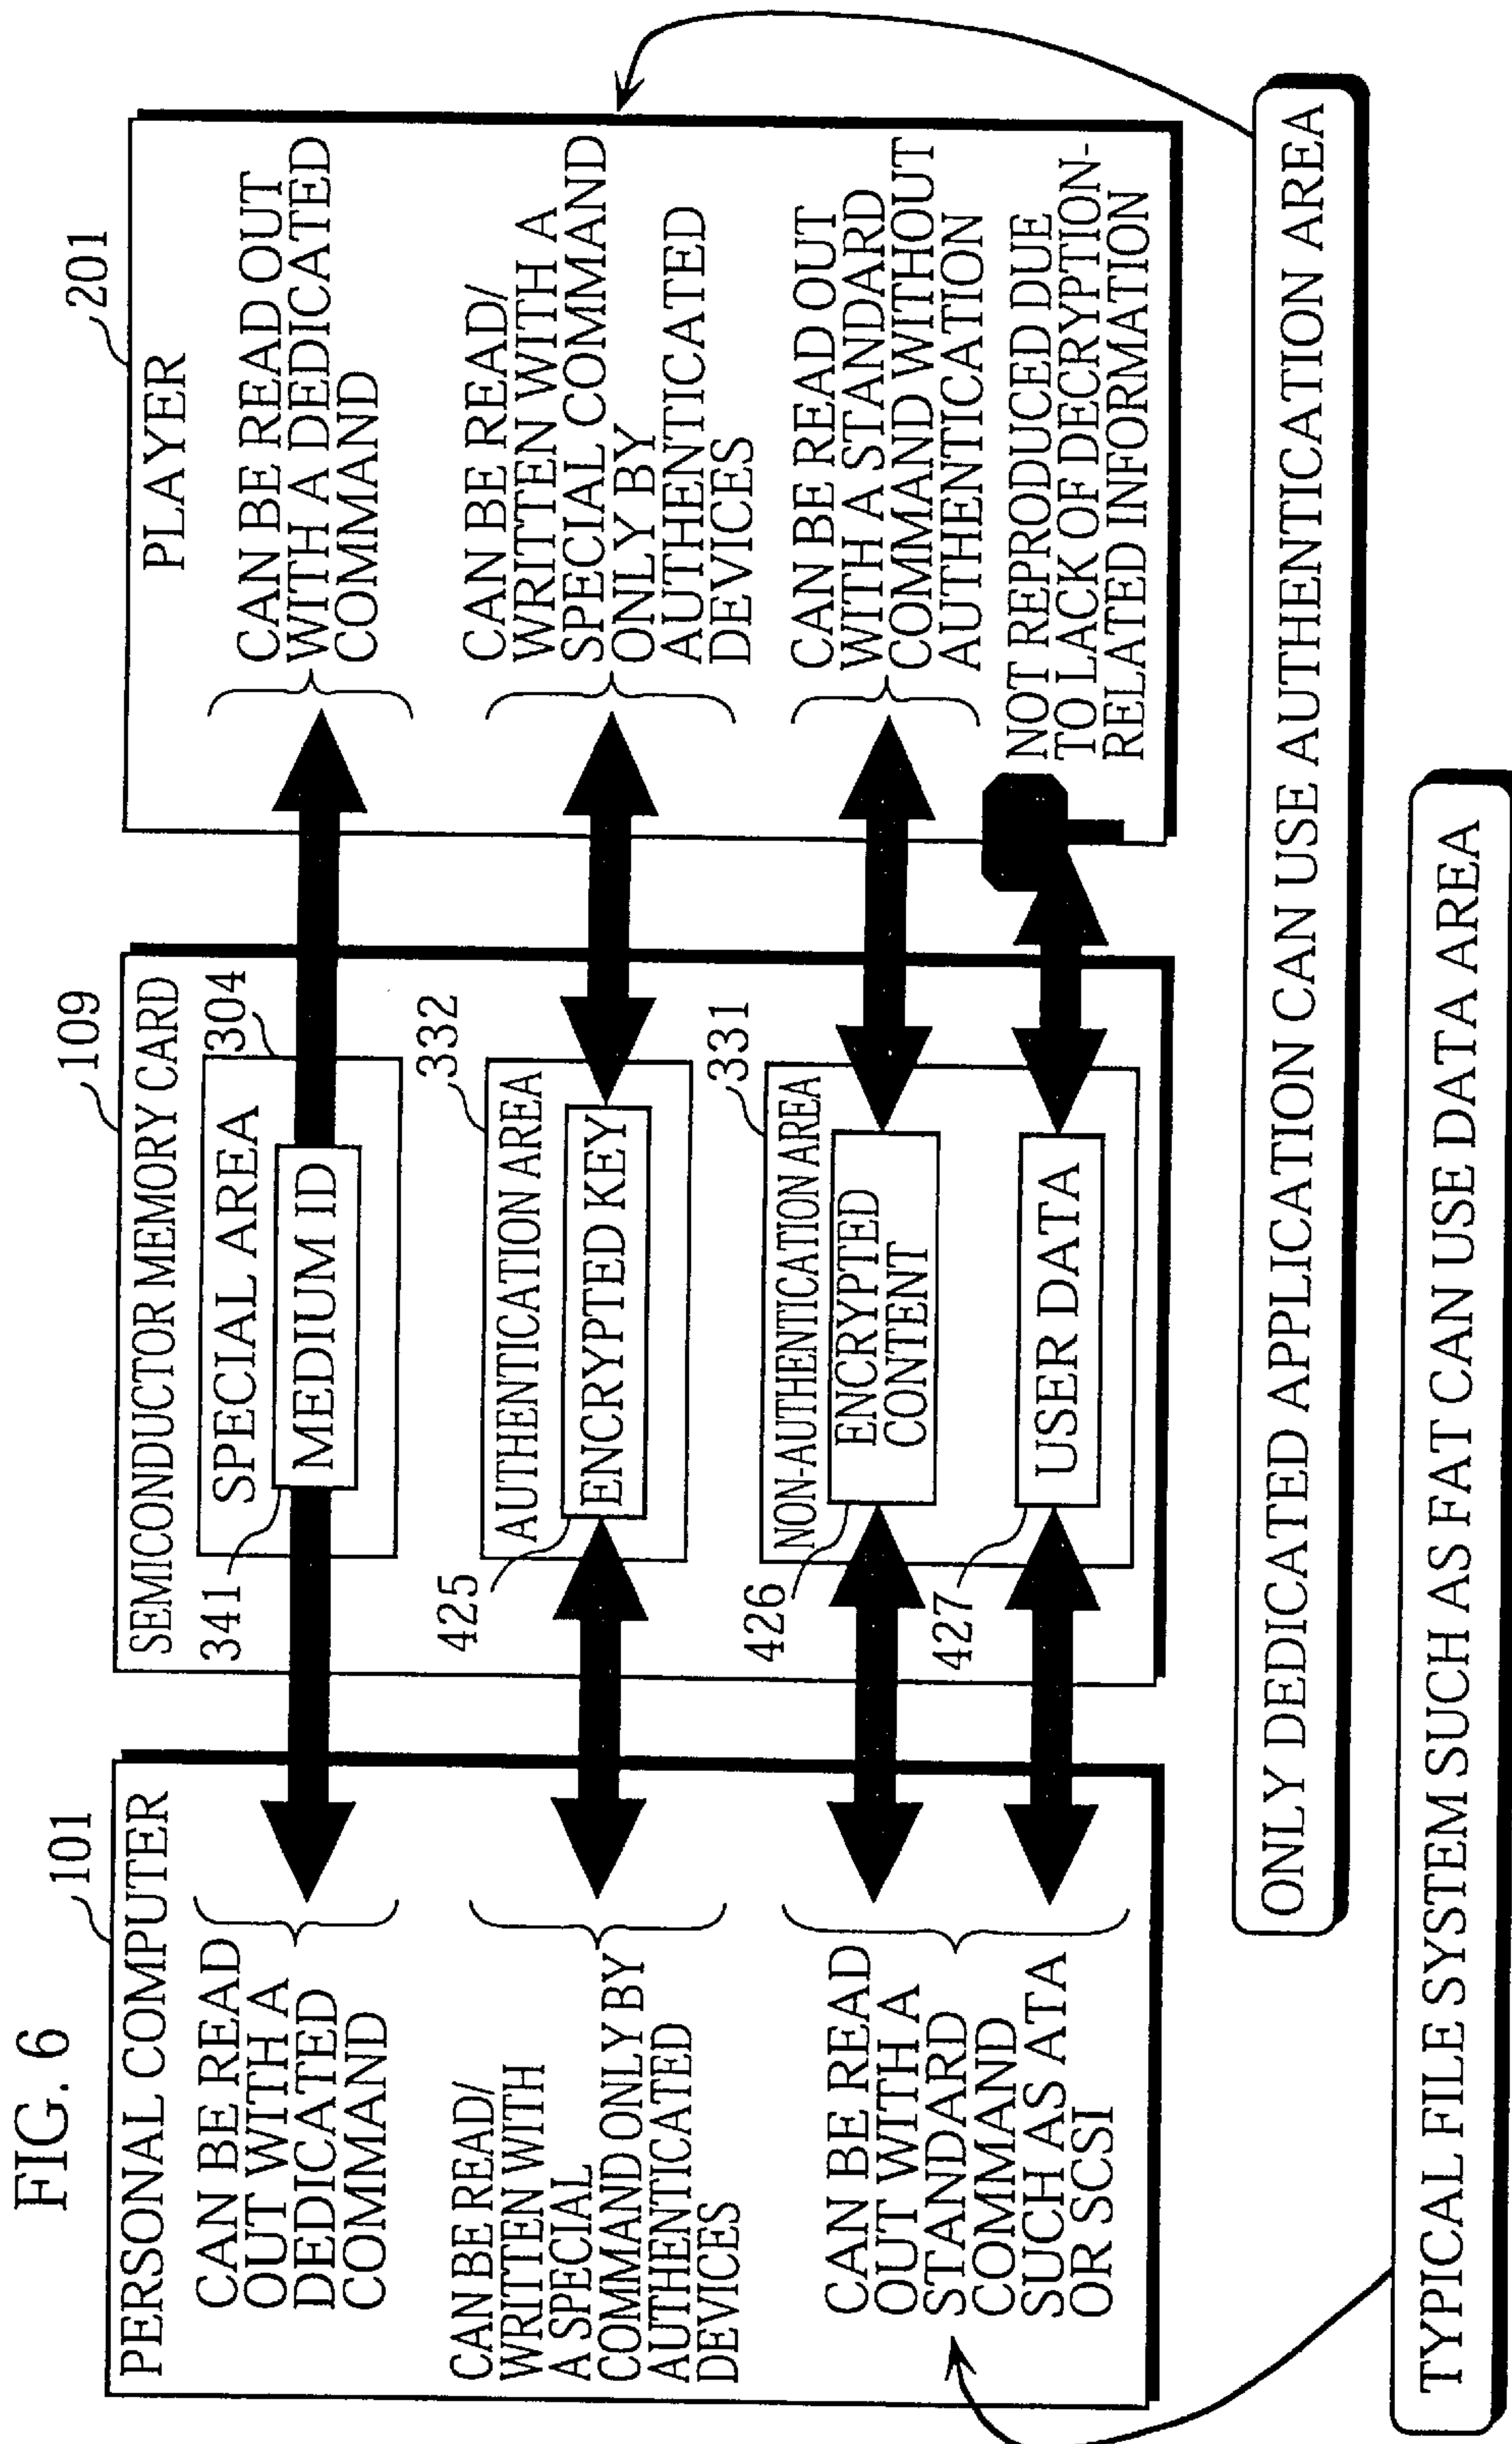 FIG. 6
101
PERSONAL COMPUTER
CAN BE READ
OUT WITH A
DEDICATED
COMMAND
CAN BE READ/
WRITTEN WITH
A SPECIAL
COMMAND ONLY BY
AUTHENTICATED
DEVICES
CAN BE READ
OUT WITH A
STANDARD
COMMAND
SUCH AS ATA
OR SCSI
109
SEMICONDUCTOR MEMORY CARD
304
SPECIAL AREA
341
MEDIUM ID
332
AUTHENTICATION AREA
425
ENCRYPTED KEY
331
NON-AUTHENTICATION AREA
426
ENCRYPTED
CONTENT
427
USER DATA
201
PLAYER
CAN BE READ OUT
WITH A DEDICATED
COMMAND
CAN BE READ/
WRITTEN WITH A
SPECIAL COMMAND
ONLY BY
AUTHENTICATED
DEVICES
CAN BE READ OUT
WITH A STANDARD
COMMAND WITHOUT
AUTHENTICATION
NOT REPRODUCED DUE
TO LACK OF DECRYPTION-
RELATED INFORMATION
ONLY DEDICATED APPLICATION CAN USE AUTHENTICATION AREA
TYPICAL FILE SYSTEM SUCH AS FAT CAN USE DATA AREA